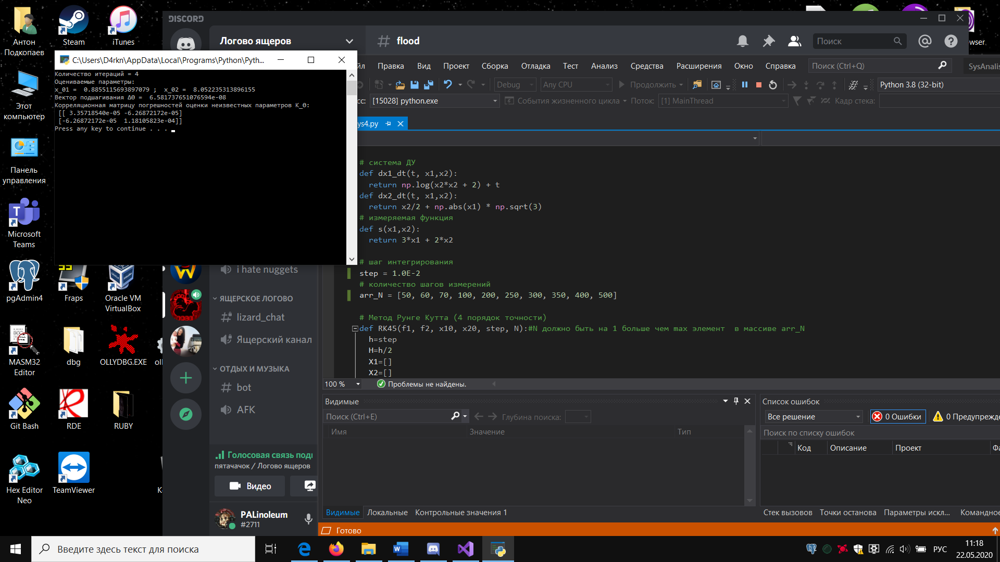 Антон Подкопаев
Steam
iTunes
Этот компьютер
Панель управления
Microsoft Teams
pgAdmin4
Fraps
Oracle VM VirtualBox
MASM32 Editor
dbg
OLLYDBG.EXE
Git Bash
RDE
RUBY
Hex Editor Neo
TeamViewer
DISCORD
Логово ящеров
flood
Поиск
C:\Users\D4rkn\AppData\Local\Programs\Python\Pyth...
Количество итераций = 4
Оцениваемые параметры:
x_01 =  0.8855115693897079 ;  x_02 =  8.052235313896155
Вектор подшагивания Δθ =  6.581737651076594e-08
Корреляционная матрицу погрешностей оценки неизвестных параметров K_θ:
[[ 3.35718540e-05 -6.26872172e-05]
[-6.26872172e-05  1.18105823e-04]]
Press any key to continue . . .
Правка Вид Проект Сборка Отладка Тест Анализ Средства Расширения Окно Справка Поиск (Ctrl+Q)
Debug Any CPU Продолжить Python 3.8 (32-bit)
[15028] python.exe События жизненного цикла Поток: [1] MainThread Кадр стека:
ys4.py
# система ДУ
def dx1_dt(t, x1,x2):
return np.log(x2*x2 + 2) + t
def dx2_dt(t, x1,x2):
return x2/2 + np.abs(x1) * np.sqrt(3)
# измеряемая функция
def s(x1,x2):
return 3*x1 + 2*x2
# шаг интегрирования
step = 1.0E-2
# количество шагов измерений
arr_N = [50, 60, 70, 100, 200, 250, 300, 350, 400, 500]
# Метод Рунге Кутта (4 порядок точности)
def RK45(f1, f2, x10, x20, step, N):#N должно быть на 1 больше чем max элемент  в массиве arr_N
h=step
H=h/2
X1=[]
X2=[]
100 % Проблемы не найдены.
i hate nuggets
ЯЩЕРСКОЕ ЛОГОВО
lizard_chat
Ящерский канал
ОТДЫХ И МУЗЫКА
bot
AFK
Голосовая связь
пятачачок / Логово ящеров
Видео
PALinoleum
#2711
Видимые
Поиск (Ctrl+E) Глубина поиска:
Имя Значение Тип
Видимые Локальные Контрольные значения 1
Список ошибок
Все решение 0 Ошибки 0
Поиск по списку ошибок
Код Описание Проект
Стек вызовов Точки останова Параметры искл...
Готово
Введите здесь текст для поиска
РУС
11:18
22.05.2020